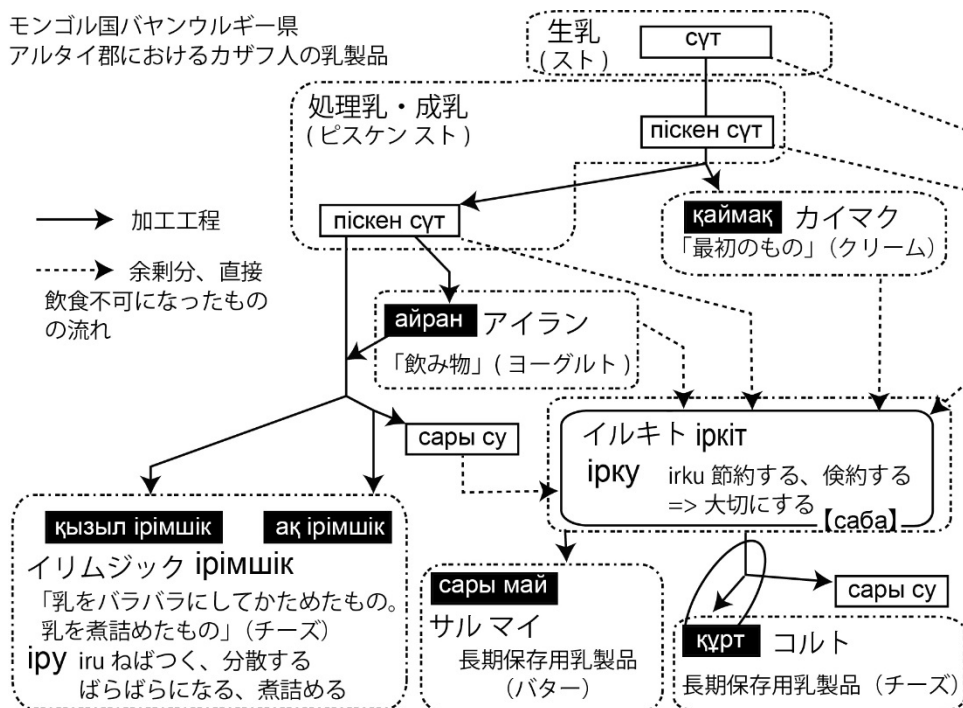 モンゴル国バヤンウルギー県
アルタイ郡におけるカザフ人の乳製品
生乳
(スト)
сүт
処理乳・成乳
(ピスケン スト)
піскен сүт
піскен сүт
қаймақ カイマク
「最初のもの」(クリーム)
加工工程
余剰分、直接
飲食不可になったもの
の流れ
айран アイラン
「飲み物」(ヨーグルト)
сары су
イルキト іркіт
ірку irku 節約する、倹約する
=> 大切にする
【саба】
қызыл ірімшік
ақ ірімшік
イリムジック ірімшік
「乳をバラバラにしてかためたもの。
乳を煮詰めたもの」(チーズ)
іру iru ねばつく、分散する
ばらばらになる、煮詰める
сары май
サル マイ
長期保存用乳製品
(バター)
сары су
құрт コルト
長期保存用乳製品(チーズ)